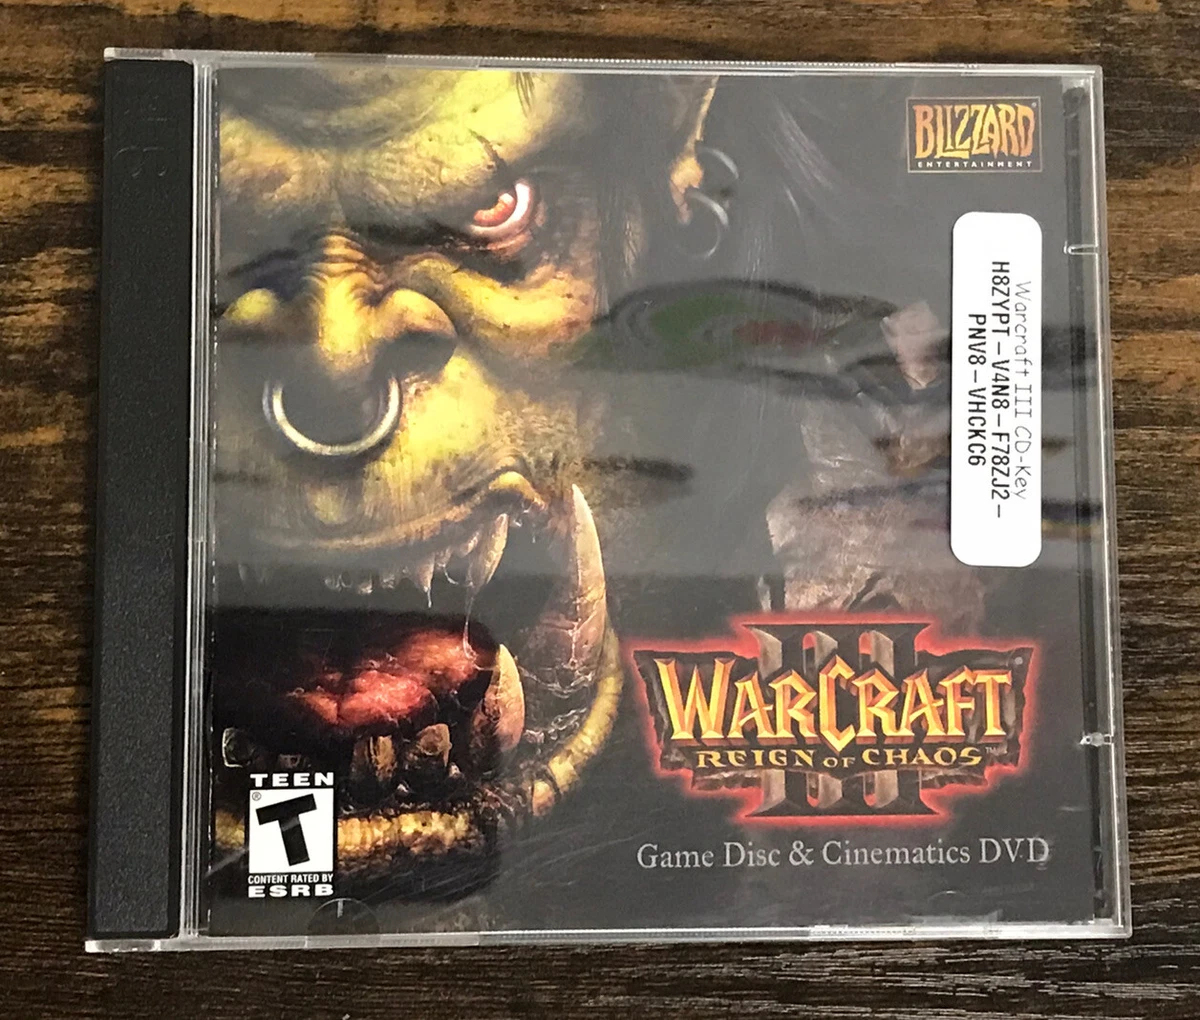 BLIZZARD
ENTERTAINMENT
Warcraft III CD-Key
H8ZYPT-V4N8-F78ZJ2-
PNV8-VHCKC6
III
WARCRAFT
REIGN OF CHAOS™
Game Disc & Cinematics DVD
TEEN
T
CONTENT RATED BY
ESRB